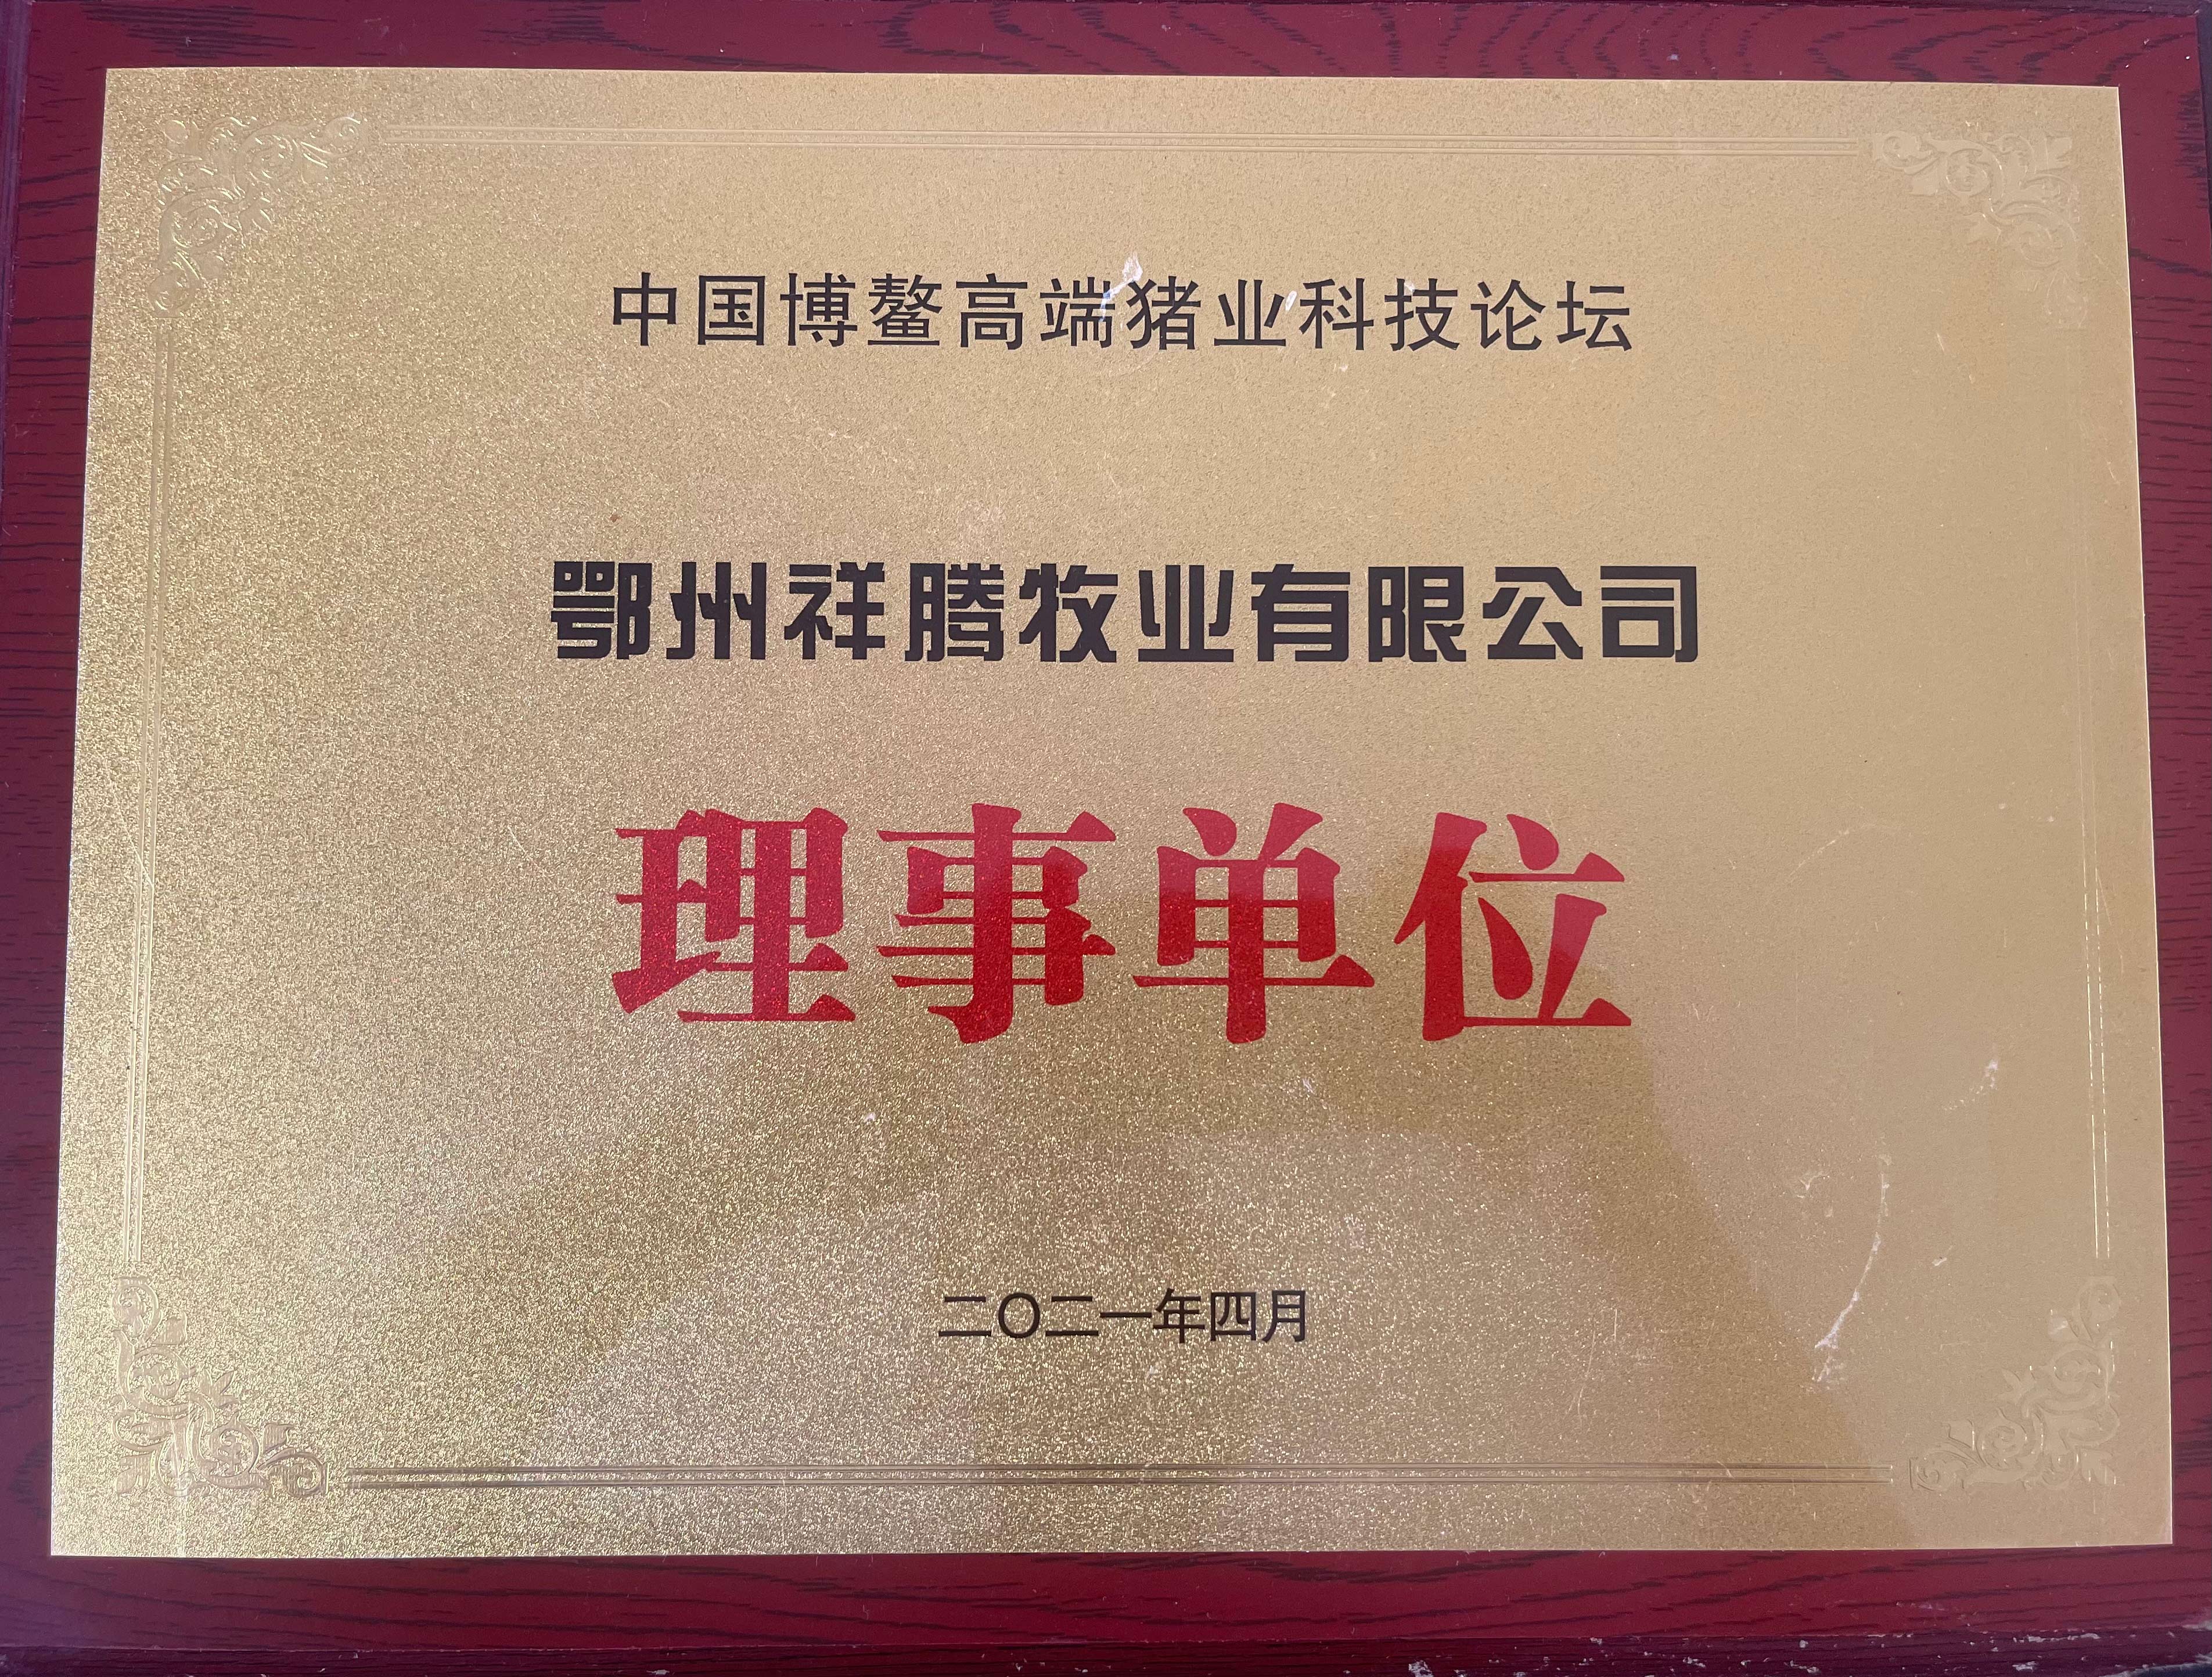 中国博鳌高端猪业科技论坛
鄂州祥腾牧业有限公司
理事单位
二〇二一年四月